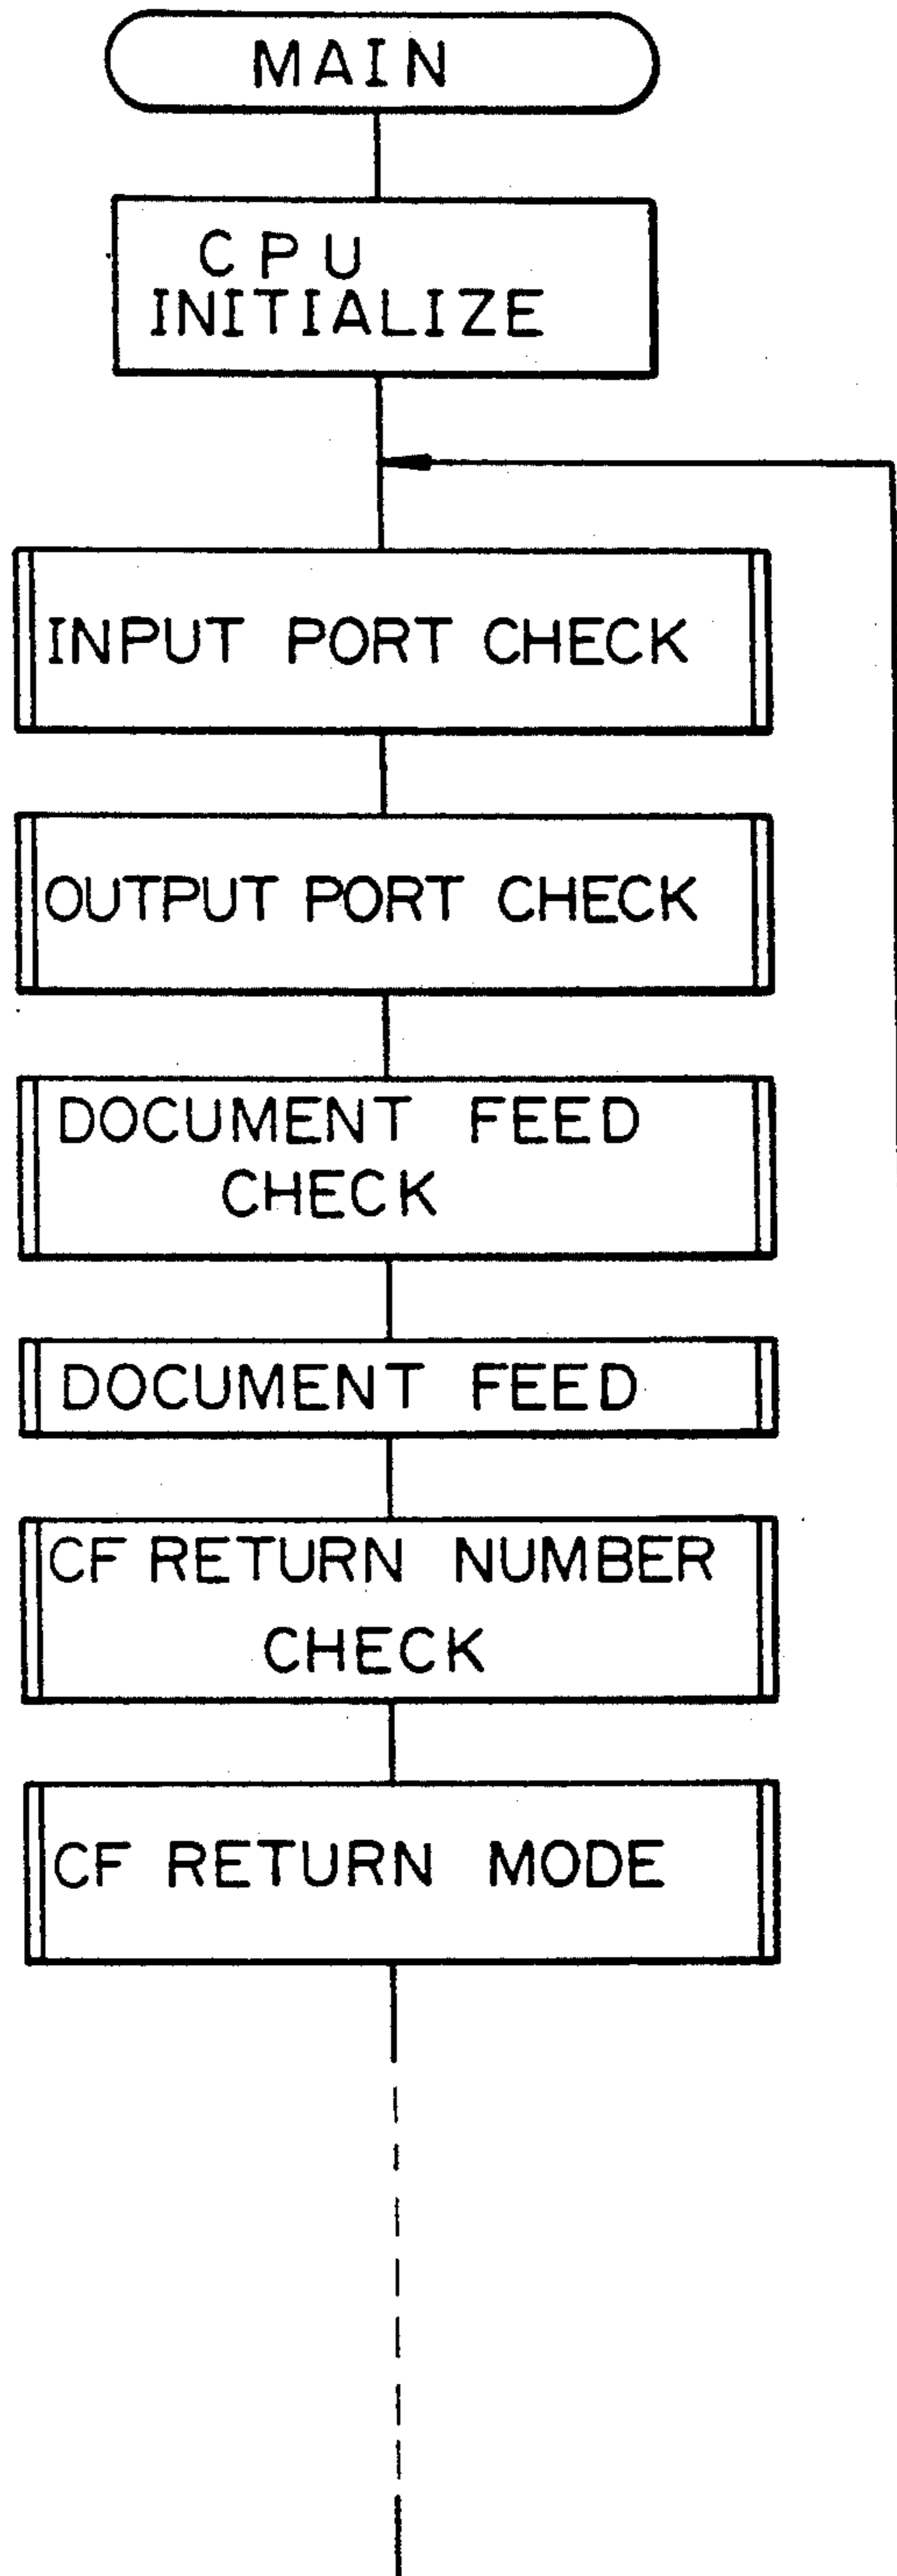 MAIN
CPU
INITIALIZE
INPUT PORT CHECK
OUTPUT PORT CHECK
DOCUMENT FEED
CHECK
DOCUMENT FEED
CF RETURN NUMBER
CHECK
CF RETURN MODE